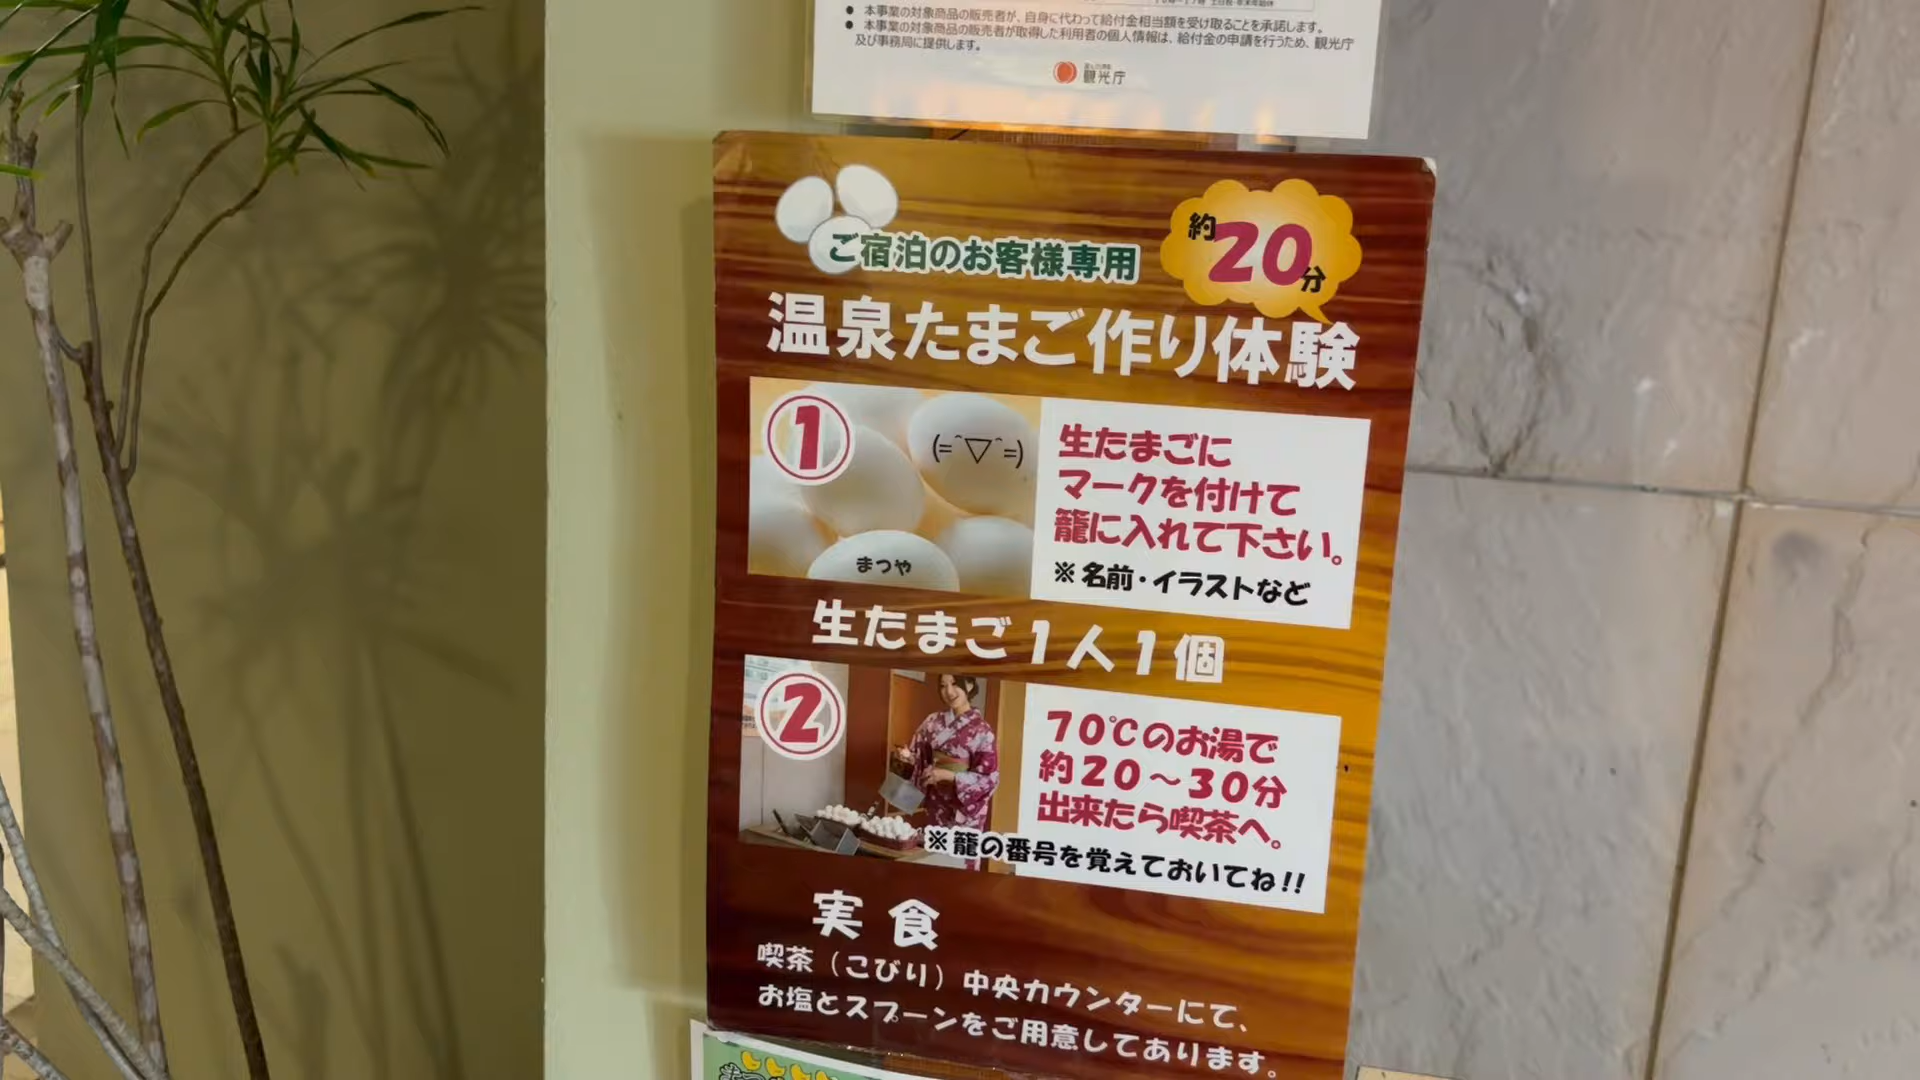 ● 本事業の対象商品の販売者が、自身に代わって給付金相当額を受け取ることを承諾します。
● 本事業の対象商品の販売者が取得した利用者の個人情報は、給付金の申請を行うため、観光庁
及び事務局に提供します。
観光庁
ご宿泊のお客様専用
約20分
温泉たまご作り体験
①
(=^▽^=)
まつや
生たまごに
マークを付けて
籠に入れて下さい。
※名前・イラストなど
生たまご1人1個
②
70℃のお湯で
約20～30分
出来たら喫茶へ。
※籠の番号を覚えておいてね!!
実食
喫茶（こびり）中央カウンターにて、
お塩とスプーンをご用意してあります。